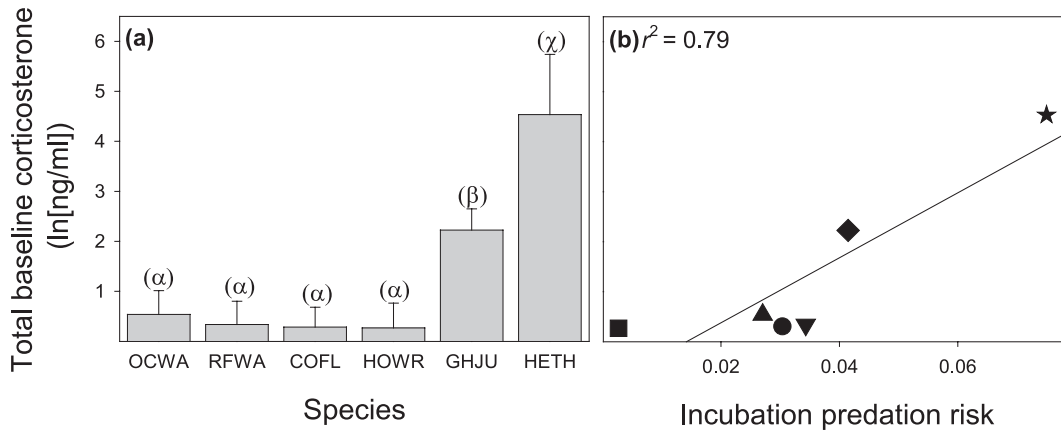 Total baseline corticosterone
(ln[ng/ml])
(a)
6
5
4
3
2
1
(α)
(α)
(α)
(α)
(β)
(χ)
OCWA RFWA COFL HOWR GHJU HETH
Species
(b) r² = 0.79
0.02 0.04 0.06
Incubation predation risk